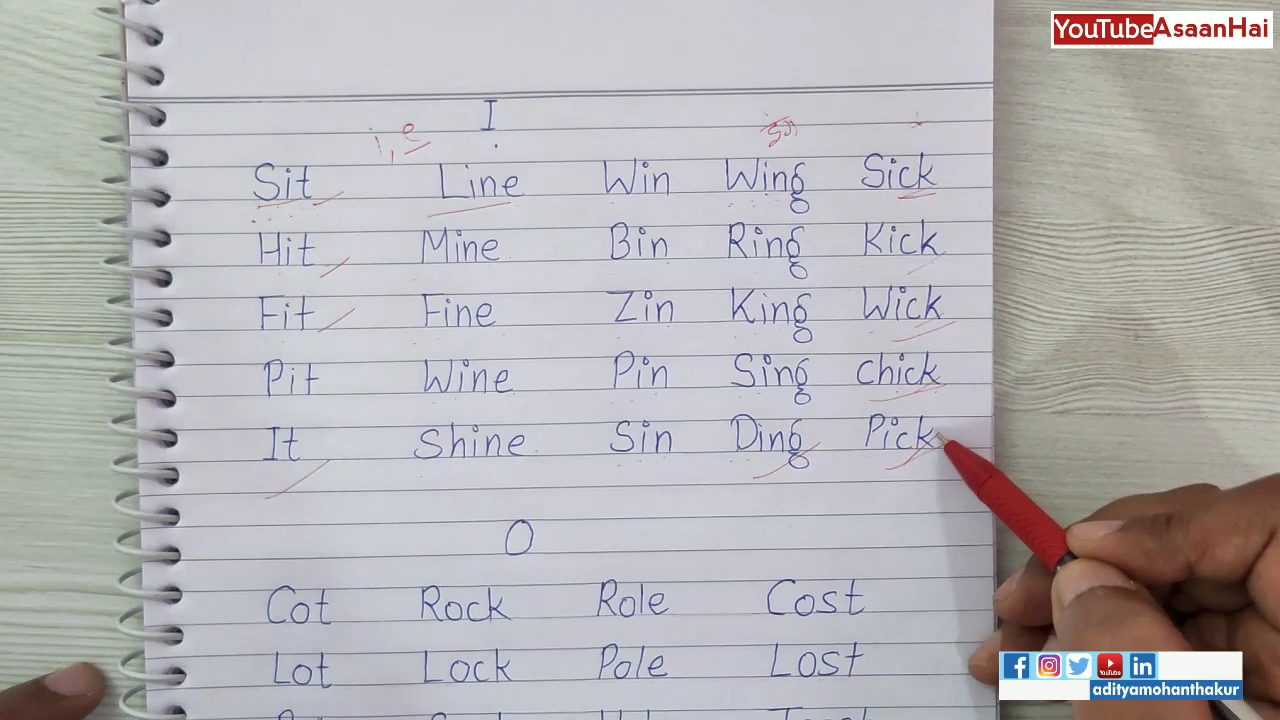 YouTubeAsaanHai
I
i, e
Sit Line Win Wing Sick
Hit Mine Bin Ring Kick
Fit Fine Zin King Wick
Pit Wine Pin Sing Chick
It Shine Sin Ding Pick
O
Cot Rock Role Cost
Lot Lock Pole Lost
adityamohanthakur